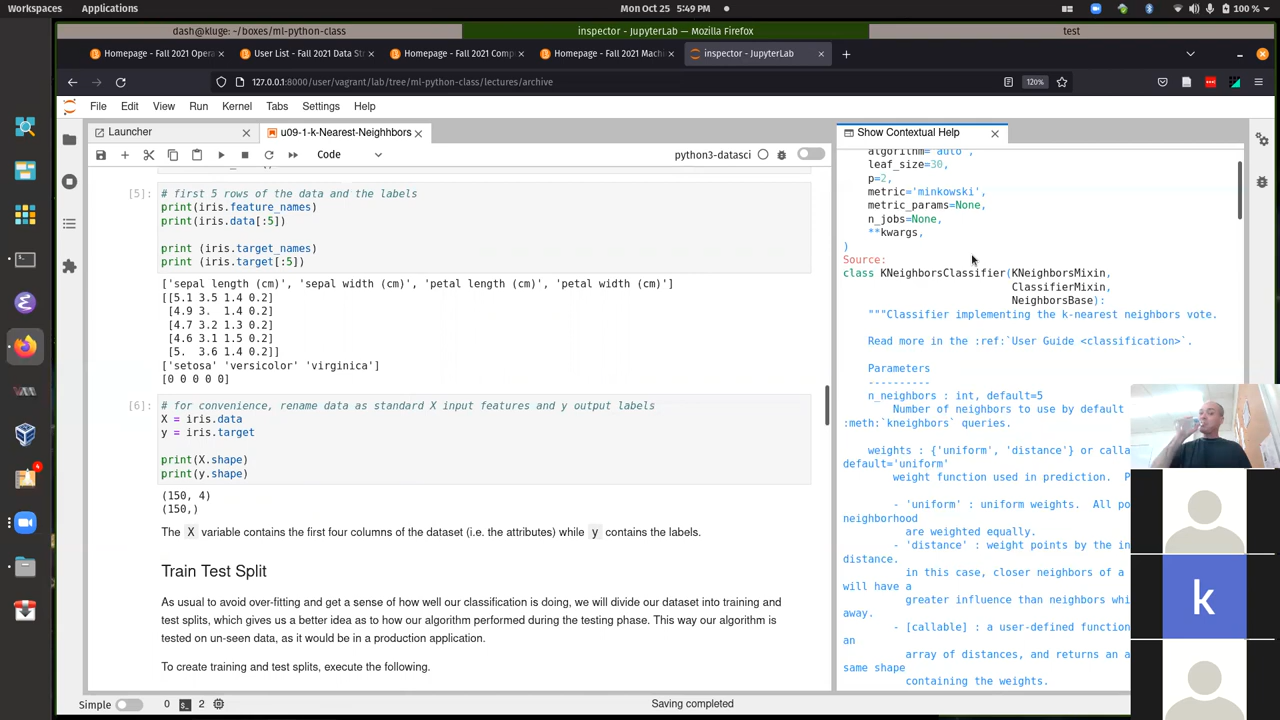 Workspaces
Applications
Mon Oct 25 5:49 PM
100 %
dash@kluge: ~/boxes/ml-python-class
inspector - JupyterLab — Mozilla Firefox
test
Homepage - Fall 2021 Opera
User List - Fall 2021 Data Str
Homepage - Fall 2021 Comp
Homepage - Fall 2021 Machi
inspector - JupyterLab
127.0.0.1:8000/user/vagrant/lab/tree/ml-python-class/lectures/archive
120%
File Edit View Run Kernel Tabs Settings Help
Launcher
u09-1-k-Nearest-Neighhbors
Show Contextual Help
Code
python3-datasci
[5]:
# first 5 rows of the data and the labels
print(iris.feature_names)
print(iris.data[:5])
print (iris.target_names)
print (iris.target[:5])
['sepal length (cm)', 'sepal width (cm)', 'petal length (cm)', 'petal width (cm)']
[[5.1 3.5 1.4 0.2]
[4.9 3. 1.4 0.2]
[4.7 3.2 1.3 0.2]
[4.6 3.1 1.5 0.2]
[5. 3.6 1.4 0.2]]
['setosa' 'versicolor' 'virginica']
[0 0 0 0 0]
[6]:
# for convenience, rename data as standard X input features and y output labels
X = iris.data
y = iris.target
print(X.shape)
print(y.shape)
(150, 4)
(150,)
The X variable contains the first four columns of the dataset (i.e. the attributes) while y contains the labels.
Train Test Split
As usual to avoid over-fitting and get a sense of how well our classification is doing, we will divide our dataset into training and
test splits, which gives us a better idea as to how our algorithm performed during the testing phase. This way our algorithm is
tested on un-seen data, as it would be in a production application.
To create training and test splits, execute the following.
algorithm='auto',
leaf_size=30,
p=2,
metric='minkowski',
metric_params=None,
n_jobs=None,
**kwargs,
)
Source:
class KNeighborsClassifier(KNeighborsMixin,
ClassifierMixin,
NeighborsBase):
"""Classifier implementing the k-nearest neighbors vote.
Read more in the :ref:`User Guide <classification>`.
Parameters
----------
n_neighbors : int, default=5
Number of neighbors to use by default
:meth:`kneighbors` queries.
weights : {'uniform', 'distance'} or calla
default='uniform'
weight function used in prediction. P
- 'uniform' : uniform weights. All po
neighborhood
are weighted equally.
- 'distance' : weight points by the in
distance.
in this case, closer neighbors of a
will have a
greater influence than neighbors whi
away.
- [callable] : a user-defined function
an
array of distances, and returns an a
same shape
containing the weights.
4
k
Simple
0
2
Saving completed